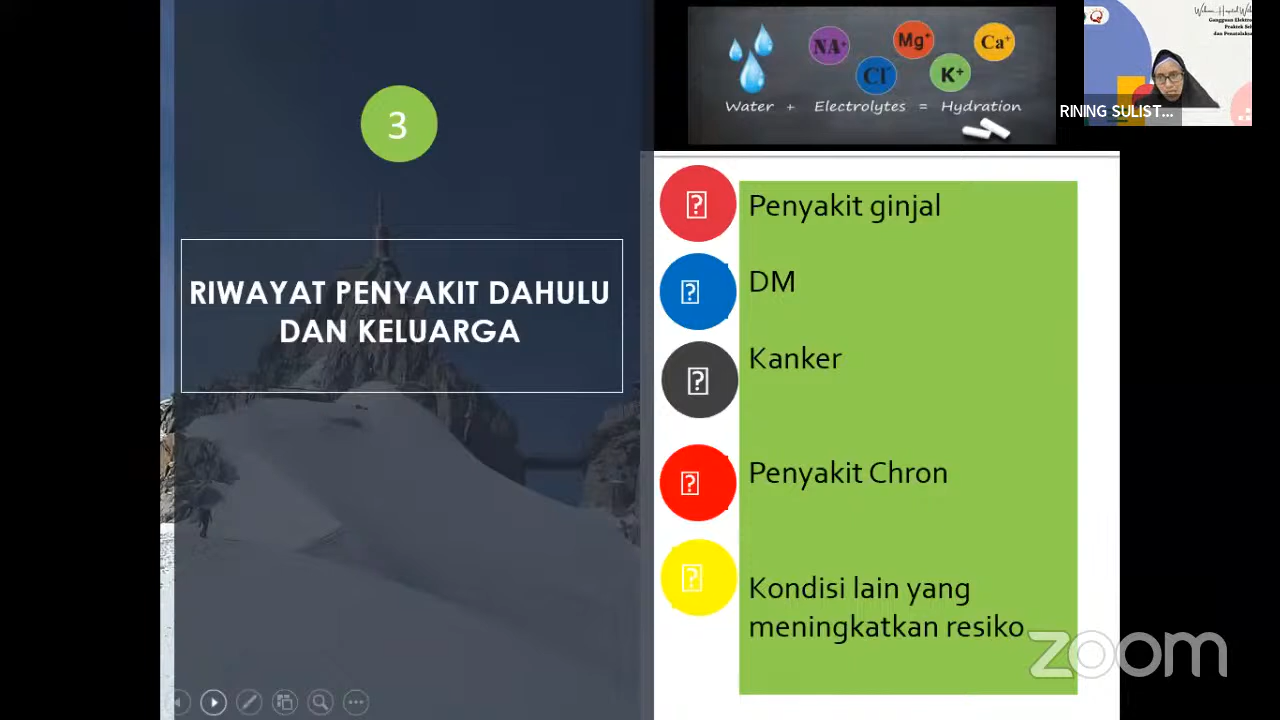 3
RIWAYAT PENYAKIT DAHULU
DAN KELUARGA
NA+
Mg+
Ca+
Cl-
K+
Water + Electrolytes = Hydration
Penyakit ginjal
DM
Kanker
Penyakit Chron
Kondisi lain yang
meningkatkan resiko
RINING SULIST...
zoom